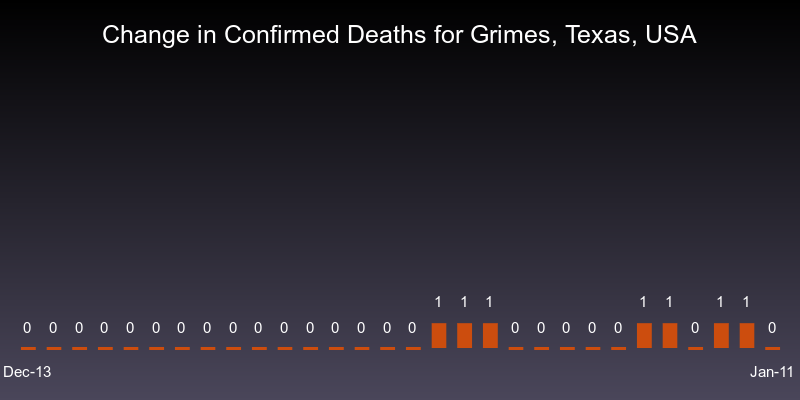 Change in Confirmed Deaths for Grimes, Texas, USA
1 1 1 1 1 1 1
0 0 0 0 0 0 0 0 0 0 0 0 0 0 0 0 0 0 0 0 0 0 0
Dec-13 Jan-11